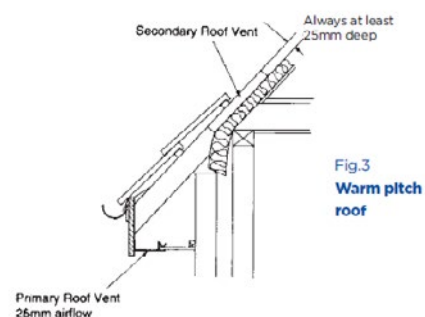 Secondary Roof Vent
Always at least
25mm deep
Fig.3
Warm pitch
roof
Primary Roof Vent
25mm airflow